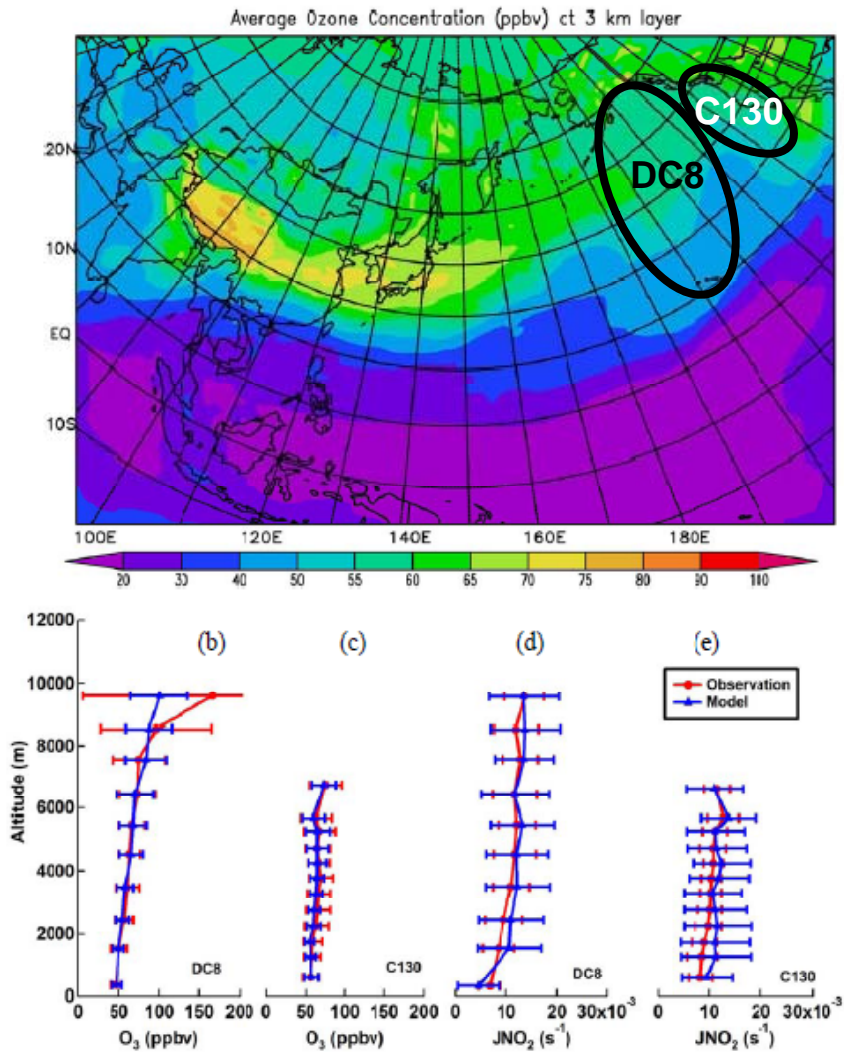 Average Ozone Concentration (ppbv) ct 3 km layer
C130
DC8
20N
10N
EQ
10S
100E 120E 140E 160E 180E
20 30 40 50 55 60 65 70 75 80 90 110
12000
10000
8000
6000
4000
2000
0
Altitude (m)
(b) (c) (d) (e)
Observation
Model
DC8 C130 DC8 C130
0 50 100 150 200 0 50 100 150 200 0 10 20 30x10⁻³ 0 10 20 30x10⁻³
O₃ (ppbv) O₃ (ppbv) JNO₂ (s⁻¹) JNO₂ (s⁻¹)